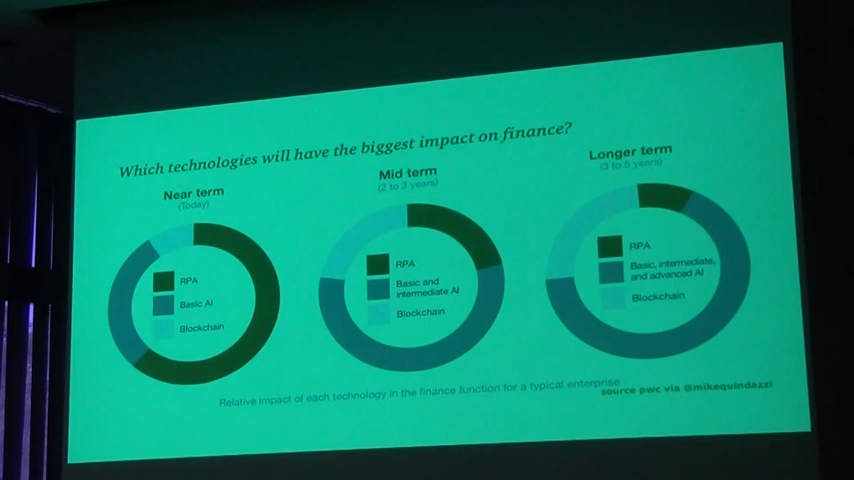 Which technologies will have the biggest impact on finance?
Near term
(Today)
RPA
Basic AI
Blockchain
Mid term
(2 to 3 years)
RPA
Basic and
intermediate AI
Blockchain
Longer term
(3 to 5 years)
RPA
Basic, intermediate,
and advanced AI
Blockchain
Relative impact of each technology in the finance function for a typical enterprise
source pwc via @mikequindazzi